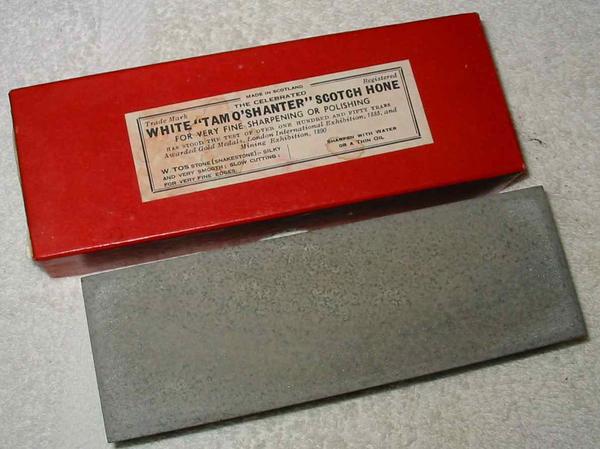 MADE IN SCOTLAND
Trade Mark THE CELEBRATED Registered
WHITE "TAM O'SHANTER" SCOTCH HONE
FOR VERY FINE SHARPENING OR POLISHING
HAS STOOD THE TEST OF OVER ONE HUNDRED AND FIFTY YEARS
Awarded Gold Medals, London International Exhibition, 1885, and
Mining Exhibition, 1890
W. TOS STONE (SNAKESTONE):- SILKY
AND VERY SMOOTH: SLOW CUTTING:
FOR VERY FINE EDGES.
SHARPEN WITH WATER
OR A THIN OIL